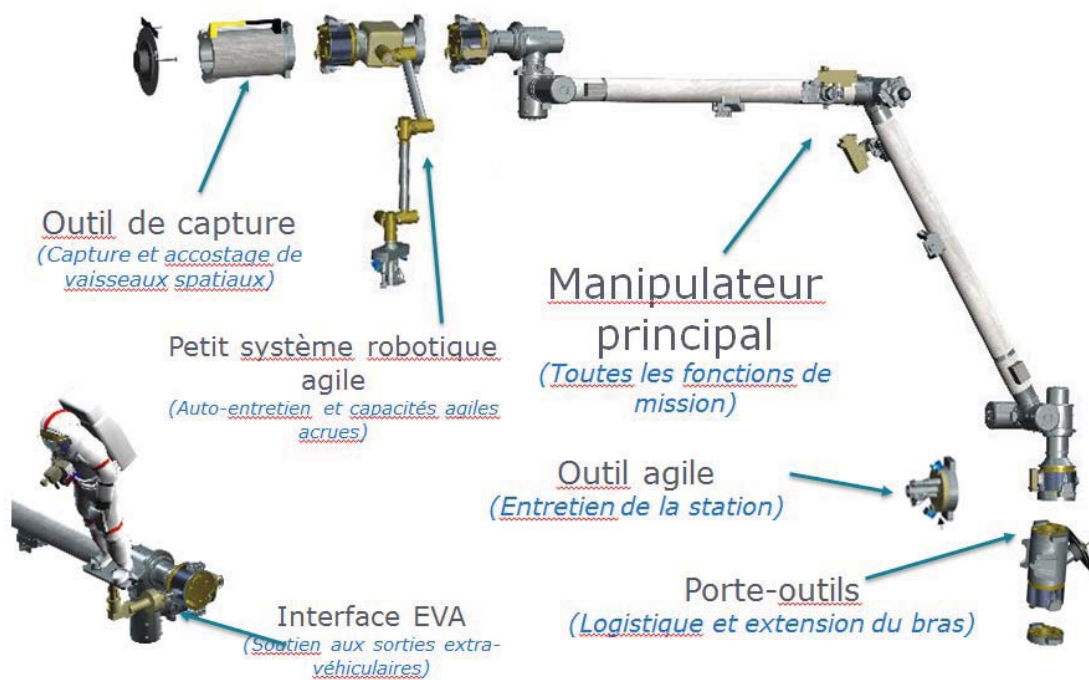 Outil de capture
(Capture et accostage de
vaisseaux spatiaux)
Manipulateur
principal
(Toutes les fonctions de
mission)
Petit système robotique
agile
(Auto-entretien et capacités agiles
acrues)
Outil agile
(Entretien de la station)
Porte-outils
(Logistique et extension du bras)
Interface EVA
(Soutien aux sorties extra-
véhiculaires)